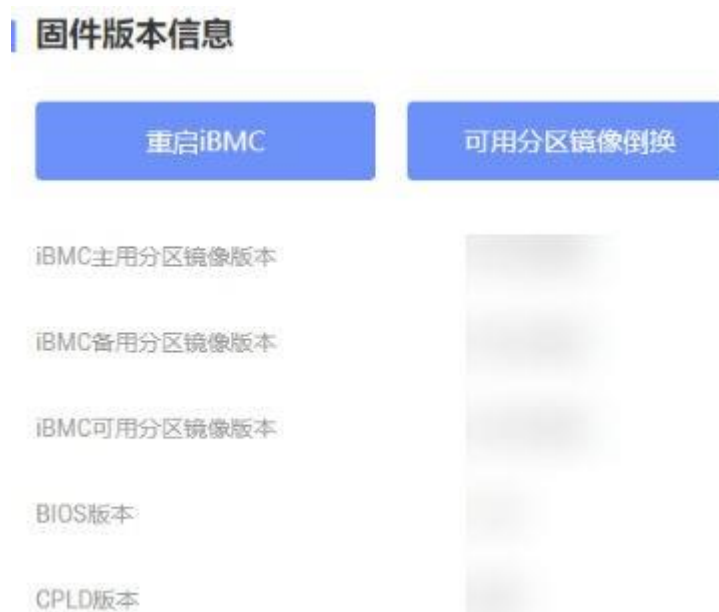 固件版本信息
重启iBMC 可用分区镜像倒换
iBMC主用分区镜像版本
iBMC备用分区镜像版本
iBMC可用分区镜像版本
BIOS版本
CPLD版本